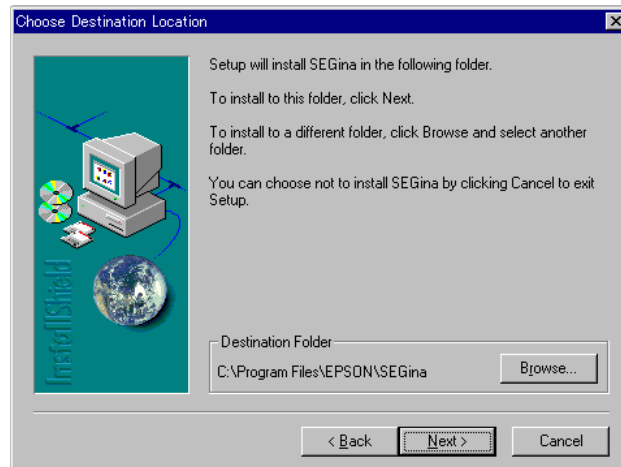 Choose Destination Location
Setup will install SEGina in the following folder.
To install to this folder, click Next.
To install to a different folder, click Browse and select another
folder.
You can choose not to install SEGina by clicking Cancel to exit
Setup.
InstallShield
Destination Folder
C:\Program Files\EPSON\SEGina
Browse...
< Back
Next >
Cancel